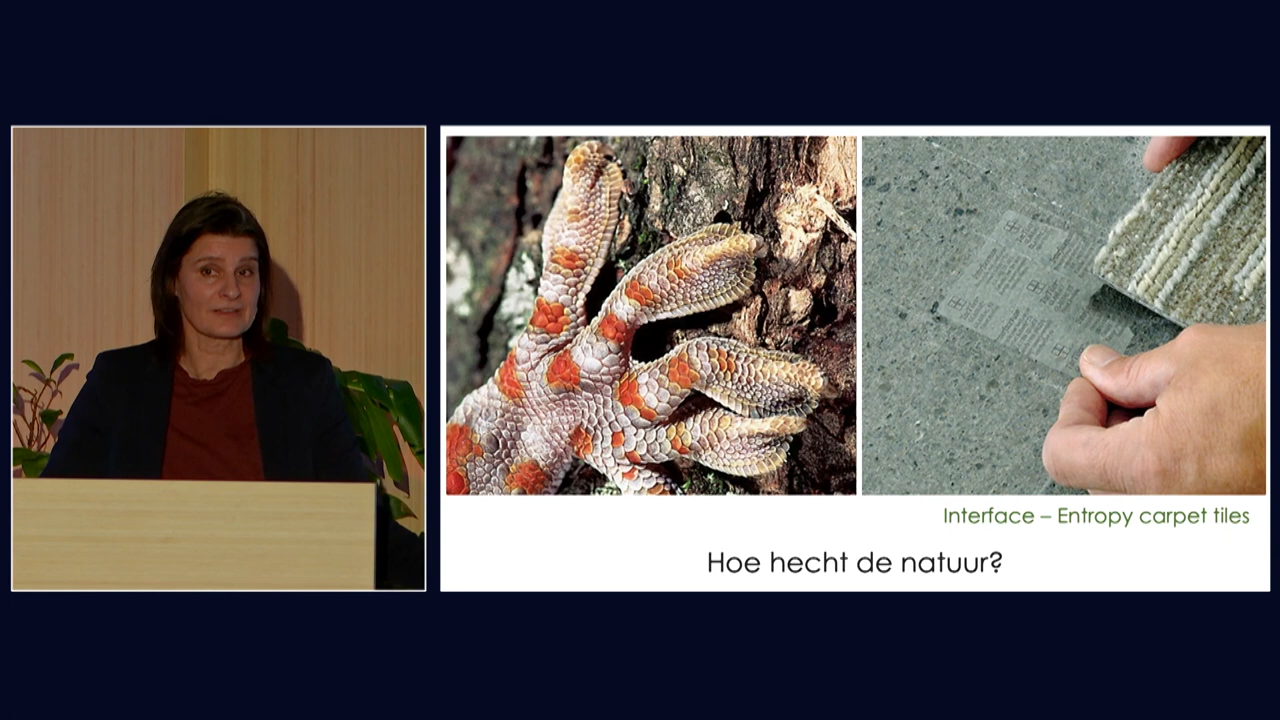 Interface – Entropy carpet tiles
Hoe hecht de natuur?